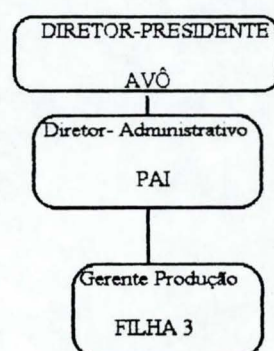 DIRETOR-PRESIDENTE
AVÔ
Diretor- Administrativo
PAI
Gerente Produção
FILHA 3